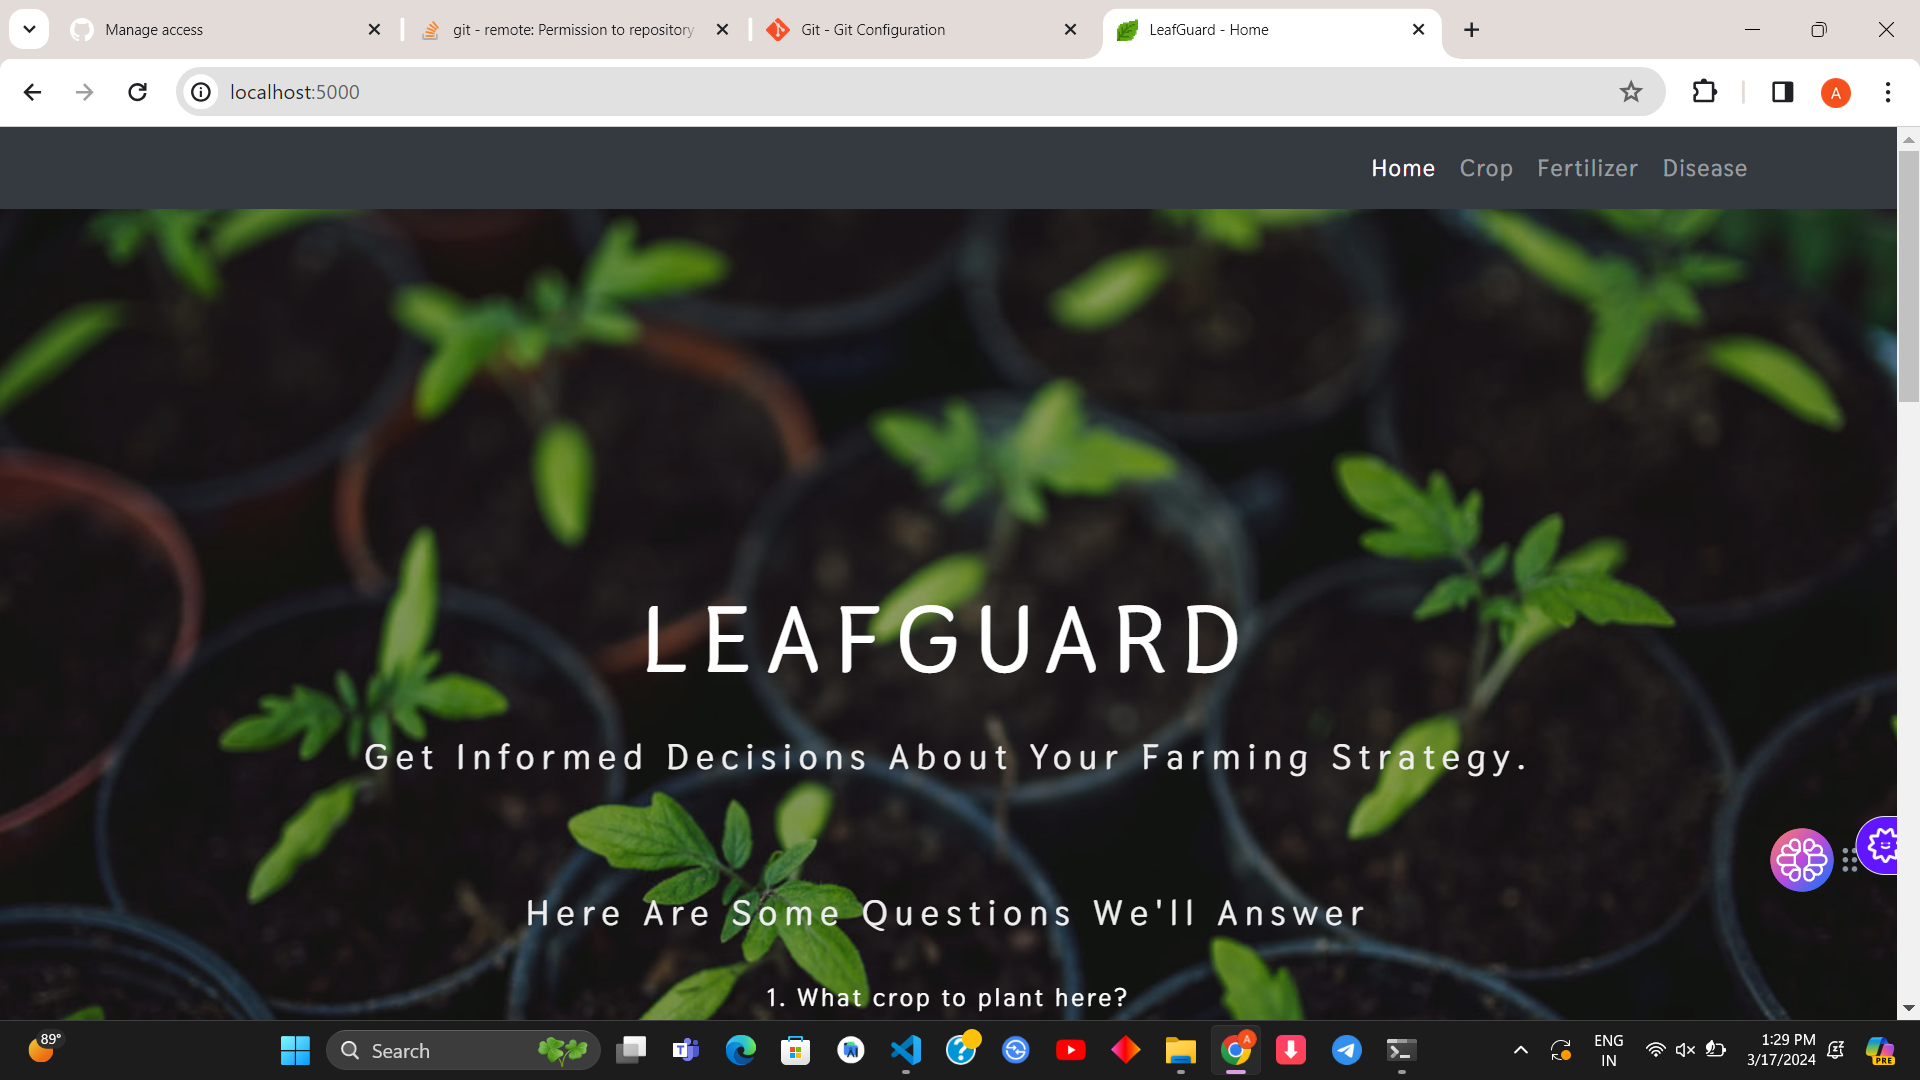 Manage access
git - remote: Permission to repository
Git - Git Configuration
LeafGuard - Home
localhost:5000
A
Home
Crop
Fertilizer
Disease
LEAFGUARD
Get Informed Decisions About Your Farming Strategy.
Here Are Some Questions We'll Answer
1. What crop to plant here?
89°
Search
A
ENG
IN
1:29 PM
3/17/2024
PRE